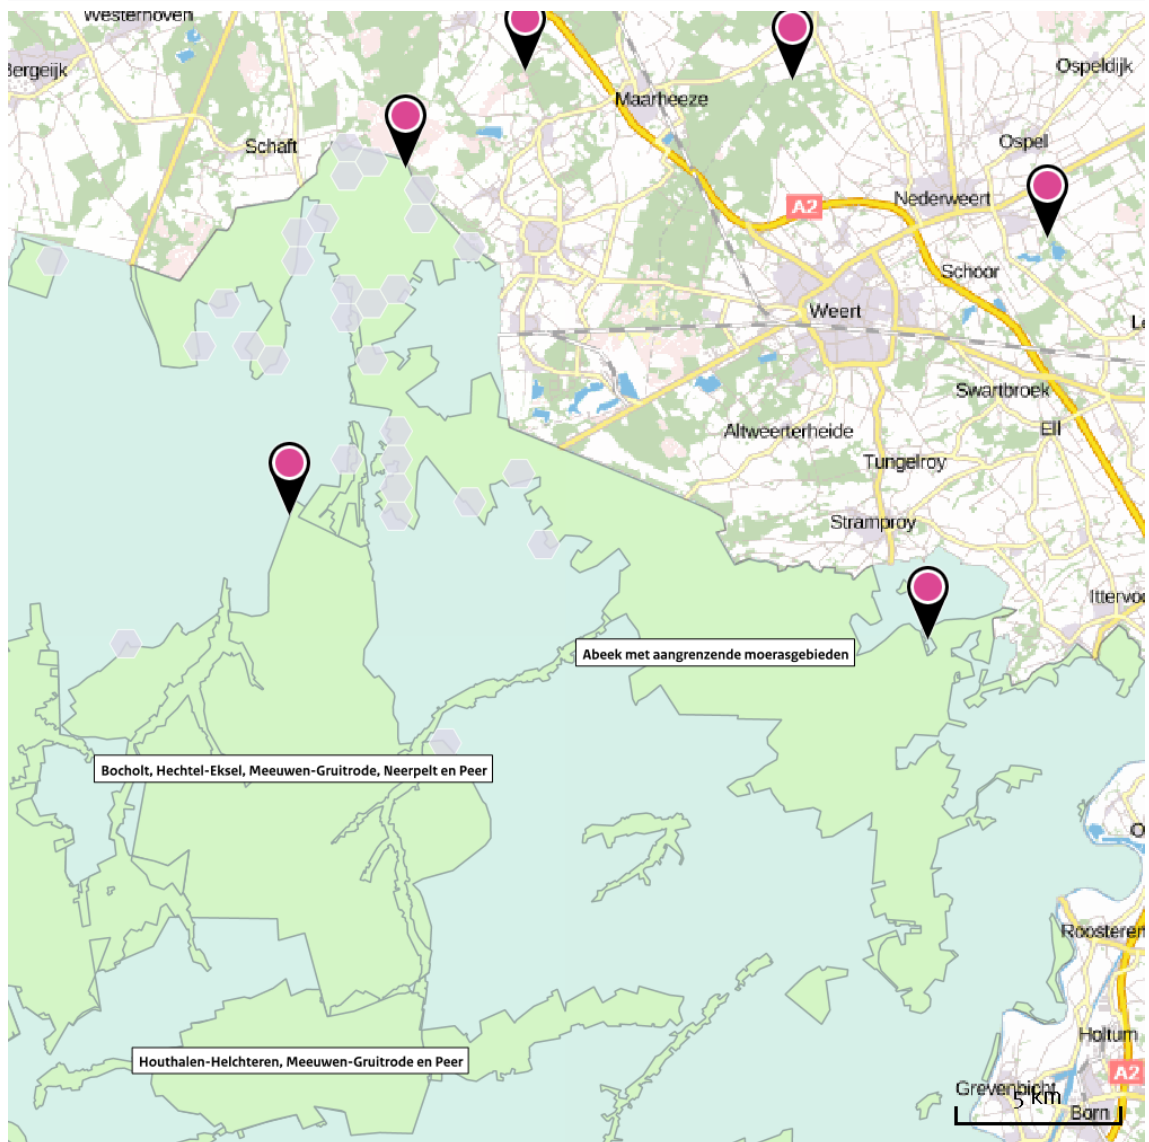 Westerhoven
Bergeijk
Ospeldijk
Maarheeze
Schaft
Ospel
Nederweert
A2
Schoor
Weert
Swartbroek
Altweerterheide
Ell
Tungelroy
Stramproy
Abeek met aangrenzende moerasgebieden
Bocholt, Hechtel-Eksel, Meeuwen-Gruitrode, Neerpelt en Peer
Roosteren
Holtum
Houthalen-Helchteren, Meeuwen-Gruitrode en Peer
A2
Grevenbicht
5 km
Born